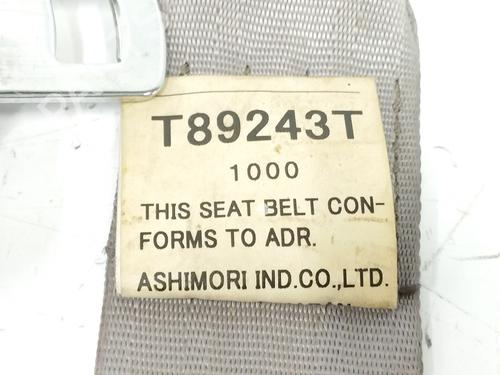 T89243T
1000
THIS SEAT BELT CON-
FORMS TO ADR.
ASHIMORI IND.CO.,LTD.